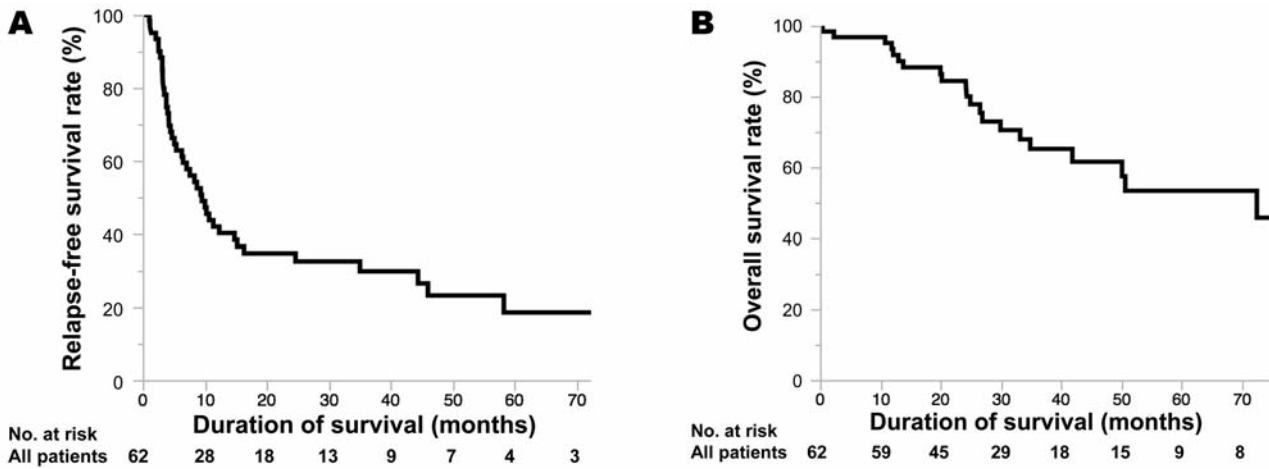 A
Relapse-free survival rate (%)
100
80
60
40
20
0
0 10 20 30 40 50 60 70
Duration of survival (months)
No. at risk
All patients 62 28 18 13 9 7 4 3
B
Overall survival rate (%)
100
80
60
40
20
0
0 10 20 30 40 50 60 70
Duration of survival (months)
No. at risk
All patients 62 59 45 29 18 15 9 8